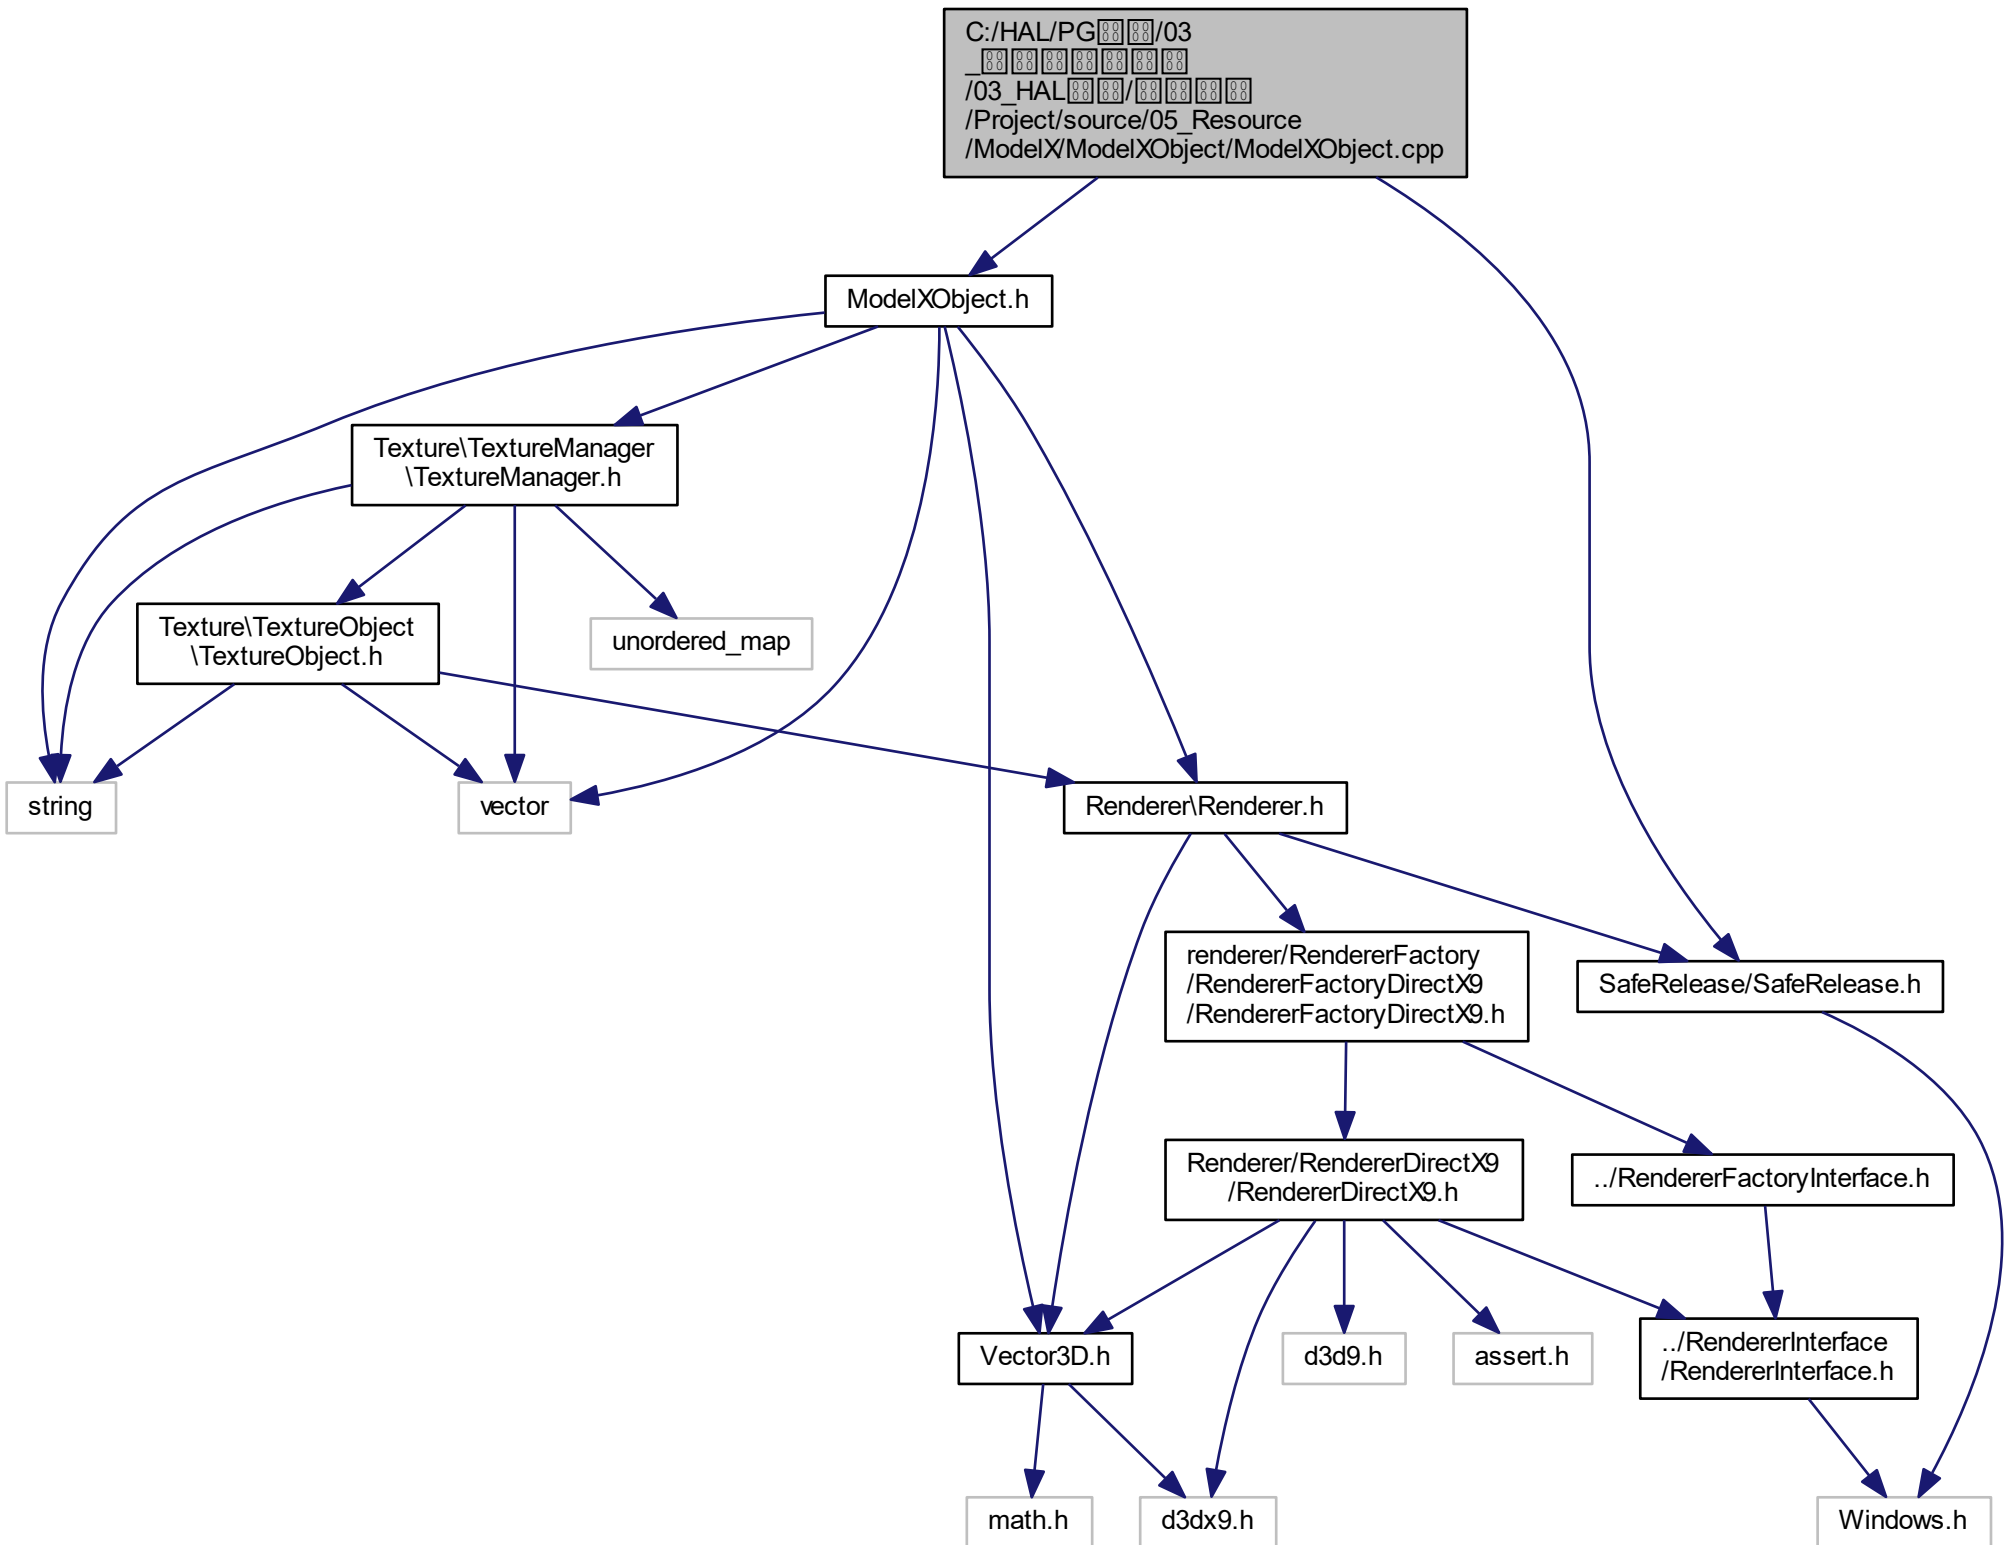 C:/HAL/PG/03
_
/03_HAL/
/Project/source/05_Resource
/ModelX/ModelXObject/ModelXObject.cpp
ModelXObject.h
Texture\TextureManager
\TextureManager.h
Texture\TextureObject
\TextureObject.h
unordered_map
string
vector
Renderer\Renderer.h
renderer/RendererFactory
/RendererFactoryDirectX9
/RendererFactoryDirectX9.h
SafeRelease/SafeRelease.h
Renderer/RendererDirectX9
/RendererDirectX9.h
../RendererFactoryInterface.h
Vector3D.h
d3d9.h
assert.h
../RendererInterface
/RendererInterface.h
math.h
d3dx9.h
Windows.h